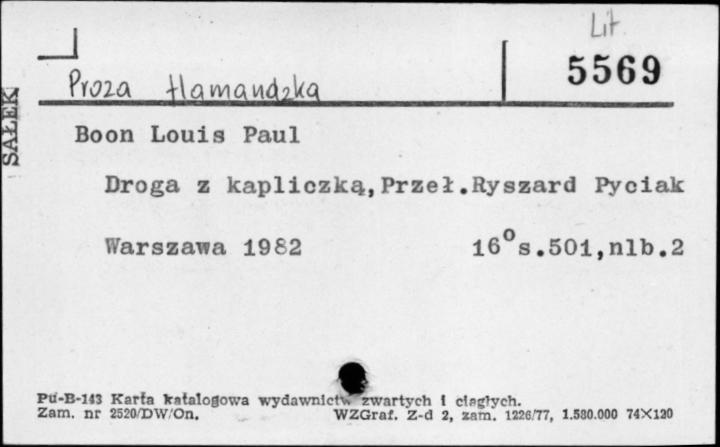 Lit.
5569
Proza flamandzka
SAŁEK
Boon Louis Paul
Droga z kapliczką,Przeł.Ryszard Pyciak
Warszawa 1982 16° s.501,nlb.2
Pu-B-143 Karta katalogowa wydawnictw zwartych i ciągłych.
Zam. nr 2520/DW/On. WZGraf. Z-d 2, zam. 1226/77, 1.580.000 74×120